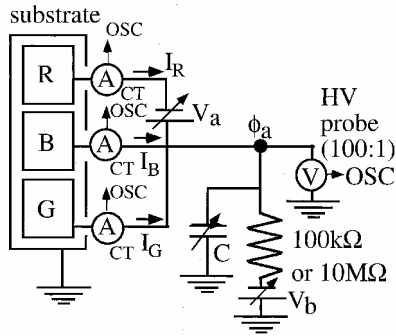 substrate
OSC
R
A
CT
I_R
V_a
OSC
B
A
CT
I_B
ϕ_a
HV
probe
(100:1)
V
OSC
OSC
G
A
CT
I_G
C
100kΩ
or 10MΩ
V_b